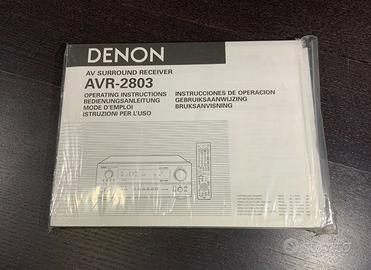 DENON
AV SURROUND RECEIVER
AVR-2803
OPERATING INSTRUCTIONS
BEDIENUNGSANLEITUNG
MODE D'EMPLOI
ISTRUZIONI PER L'USO
INSTRUCCIONES DE OPERACION
GEBRUIKSAANWIJZING
BRUKSANVISNING
subito